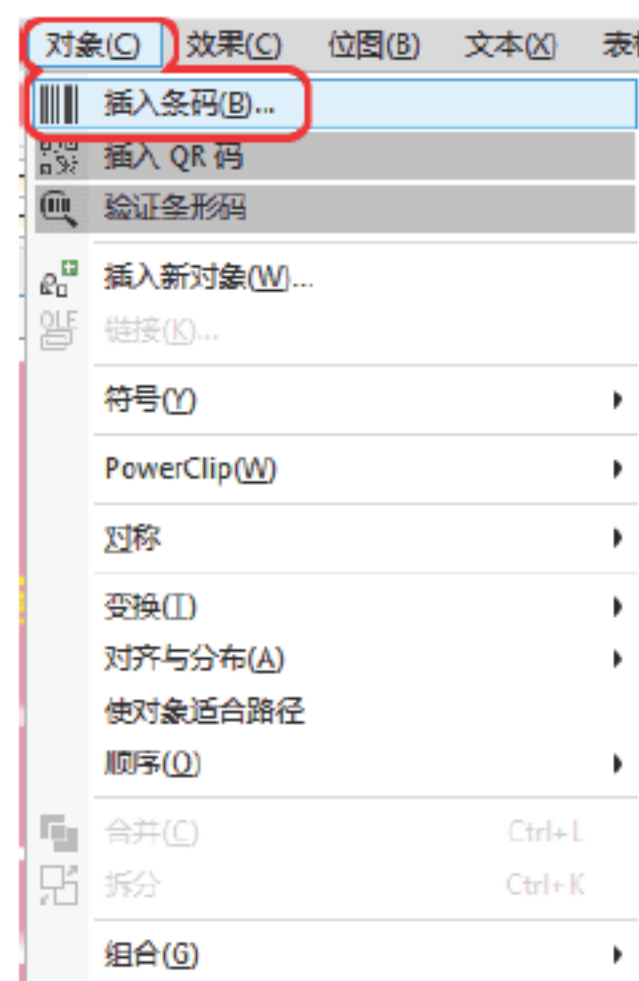 对象(C) 效果(C) 位图(B) 文本(X) 表
插入条码(B)...
插入 QR 码
验证条形码
插入新对象(W)...
OLE
链接(K)...
符号(Y)
PowerClip(W)
对称
变换(T)
对齐与分布(A)
使对象适合路径
顺序(O)
合并(C) Ctrl+L
拆分 Ctrl+K
组合(G)